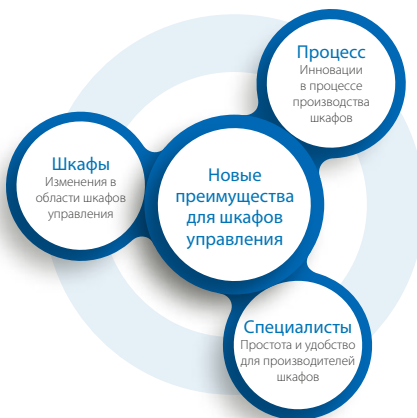 Процесс
Инновации
в процессе
производства
шкафов
Шкафы
Изменения в
области шкафов
управления
Новые
преимущества
для шкафов
управления
Специалисты
Простота и удобство
для производителей
шкафов